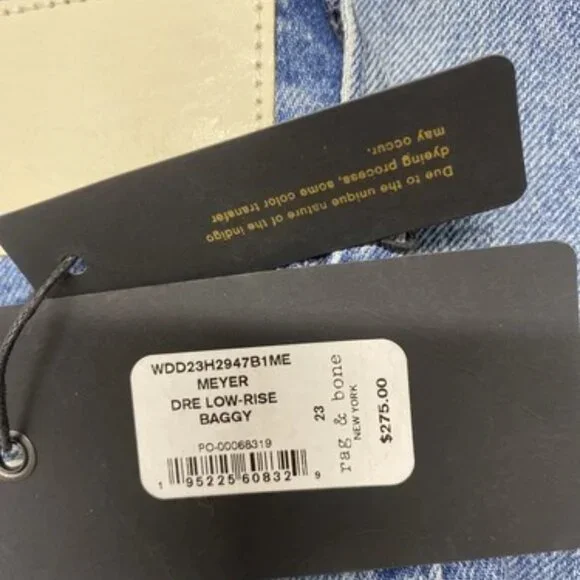 Due to the unique nature of the indigo
dyeing process, some color transfer
may occur.
WDD23H2947B1ME
MEYER
DRE LOW-RISE
BAGGY
PO-00068319
1 95225 60832 9
23
rag & bone
NEW YORK
$275.00